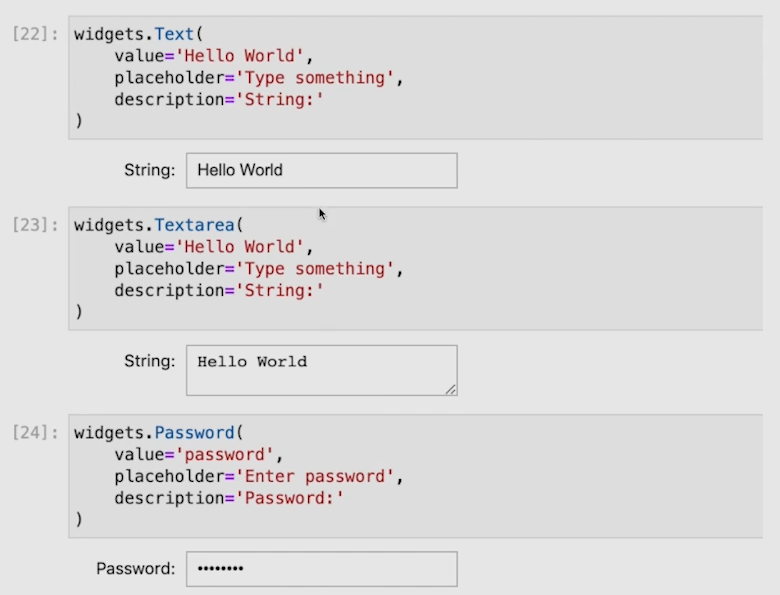 [22]: widgets.Text(
    value='Hello World',
    placeholder='Type something',
    description='String:'
)
String: Hello World
[23]: widgets.Textarea(
    value='Hello World',
    placeholder='Type something',
    description='String:'
)
String: Hello World
[24]: widgets.Password(
    value='password',
    placeholder='Enter password',
    description='Password:'
)
Password: ••••••••